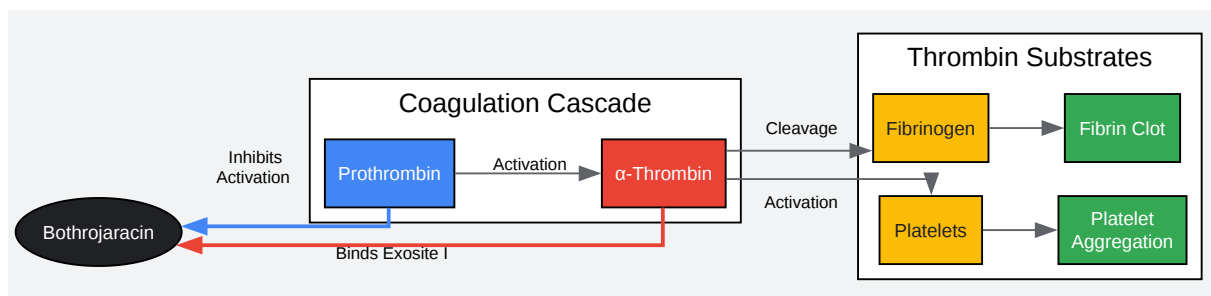 Thrombin Substrates
Coagulation Cascade
Cleavage
Fibrinogen
Fibrin Clot
Inhibits
Activation
Prothrombin
Activation
α-Thrombin
Activation
Bothrojaracin
Binds Exosite I
Platelets
Platelet
Aggregation